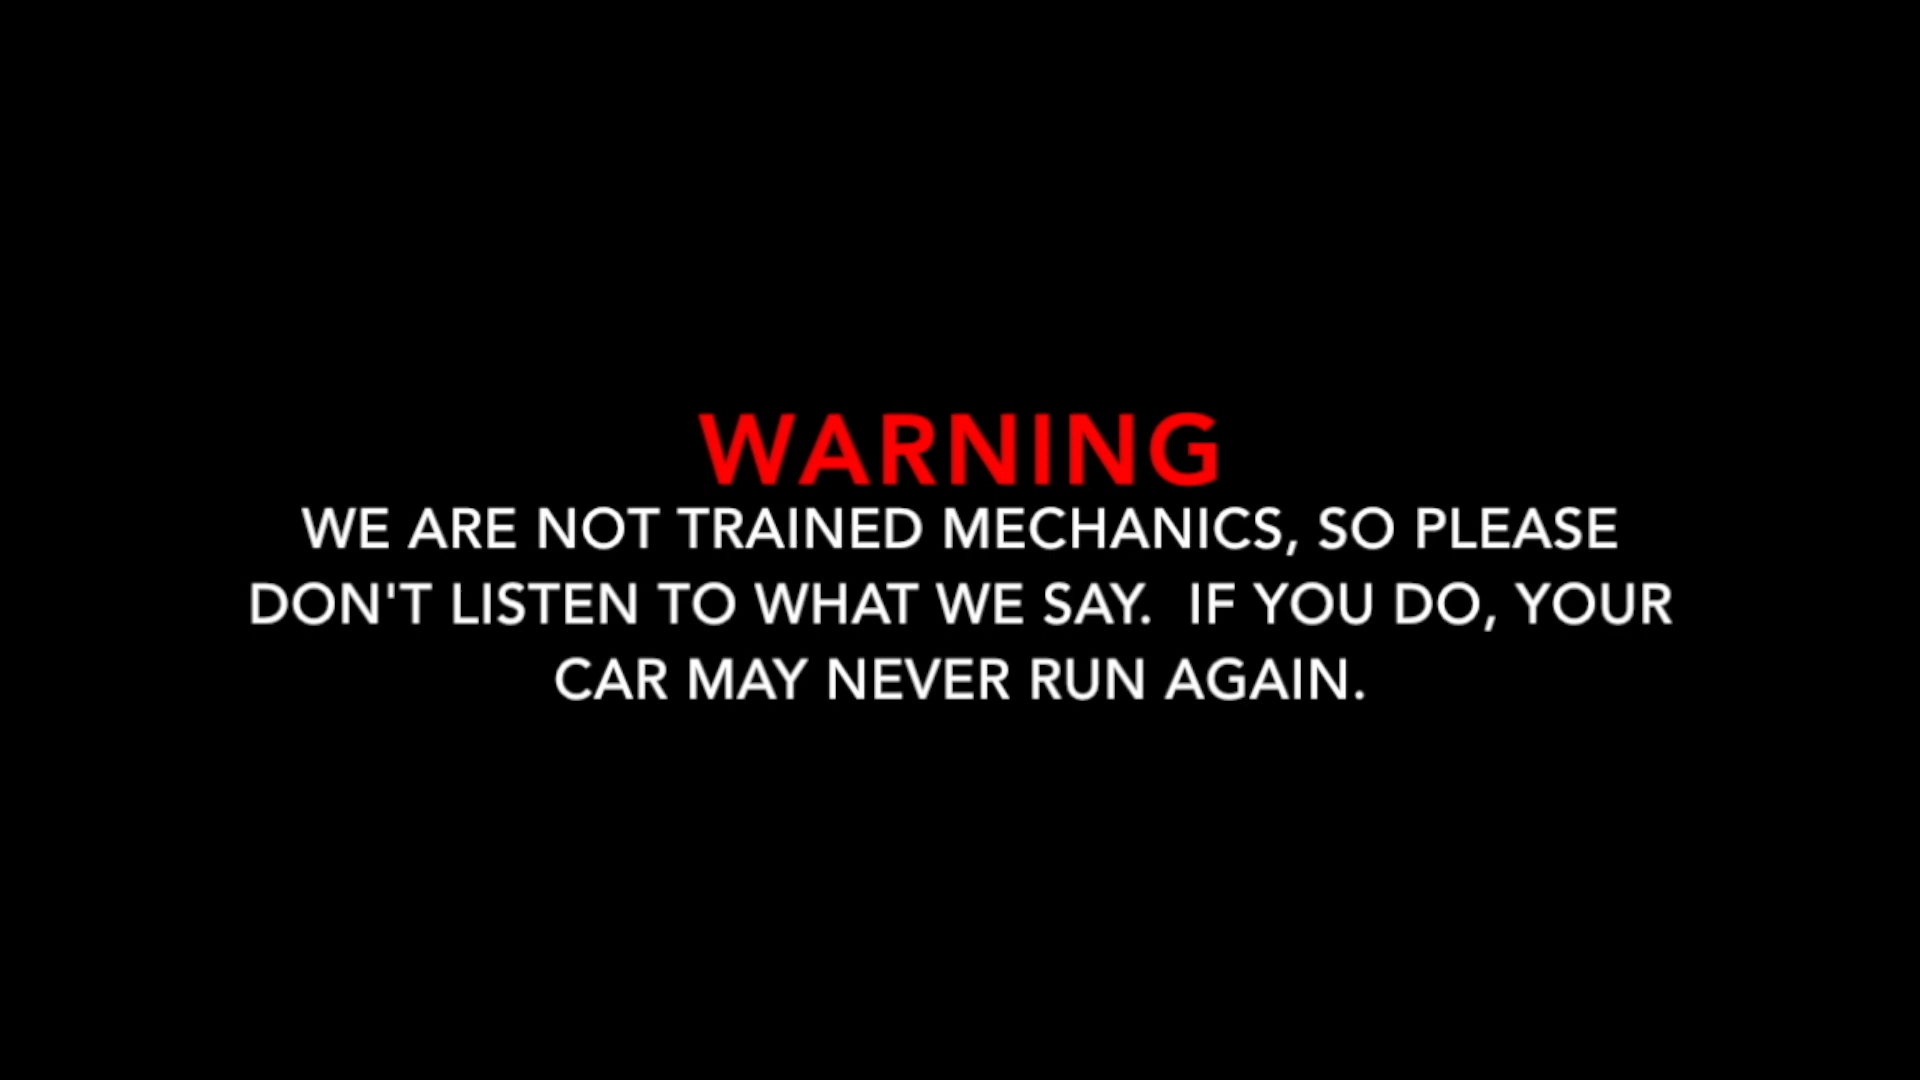 WARNING
WE ARE NOT TRAINED MECHANICS, SO PLEASE
DON'T LISTEN TO WHAT WE SAY.  IF YOU DO, YOUR
CAR MAY NEVER RUN AGAIN.